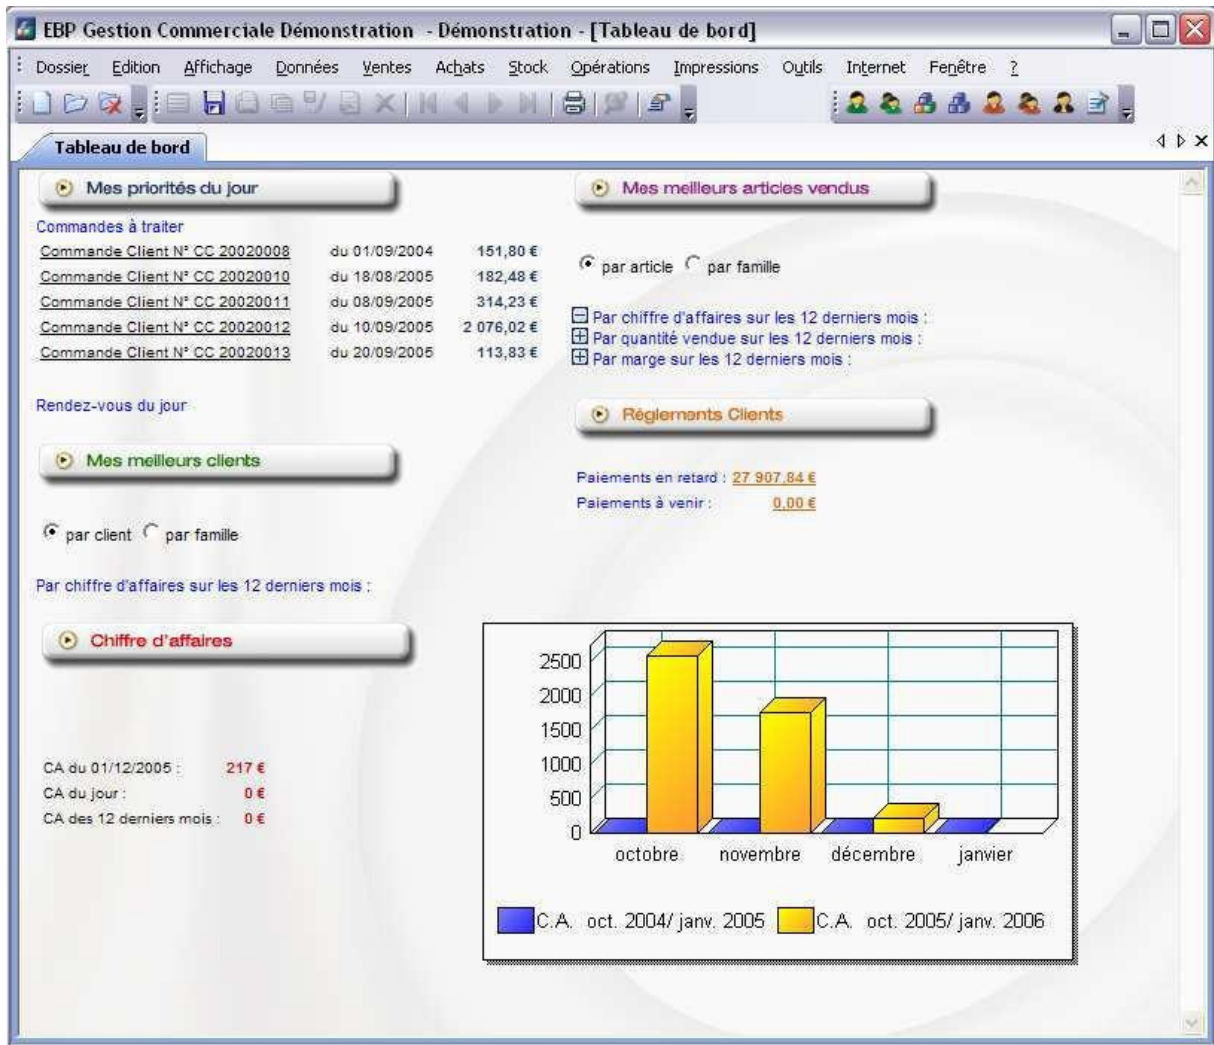 EBP Gestion Commerciale Démonstration - Démonstration - [Tableau de bord]
Dossier Edition Affichage Données Ventes Achats Stock Opérations Impressions Outils Internet Fenêtre ?
Tableau de bord
Mes priorités du jour
Commandes à traiter
Commande Client N° CC 20020008 du 01/09/2004 151,80 €
Commande Client N° CC 20020010 du 18/08/2005 182,48 €
Commande Client N° CC 20020011 du 08/09/2005 314,23 €
Commande Client N° CC 20020012 du 10/09/2005 2 076,02 €
Commande Client N° CC 20020013 du 20/09/2005 113,83 €
Rendez-vous du jour
Mes meilleurs clients
par client par famille
Par chiffre d'affaires sur les 12 derniers mois :
Chiffre d'affaires
CA du 01/12/2005 : 217 €
CA du jour : 0 €
CA des 12 derniers mois : 0 €
Mes meilleurs articles vendus
par article par famille
Par chiffre d'affaires sur les 12 derniers mois :
Par quantité vendue sur les 12 derniers mois :
Par marge sur les 12 derniers mois :
Règlements Clients
Paiements en retard : 27 907,84 €
Paiements à venir : 0,00 €
2500
2000
1500
1000
500
0
octobre novembre décembre janvier
C.A. oct. 2004/ janv. 2005 C.A. oct. 2005/ janv. 2006